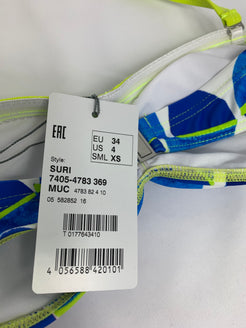 EAC
EU 34
US 4
SML XS
Style:
SURI
7405-4783 369
MUC 4783 82 4 10
05 582852 16
T 0177643410
4 056588 420101